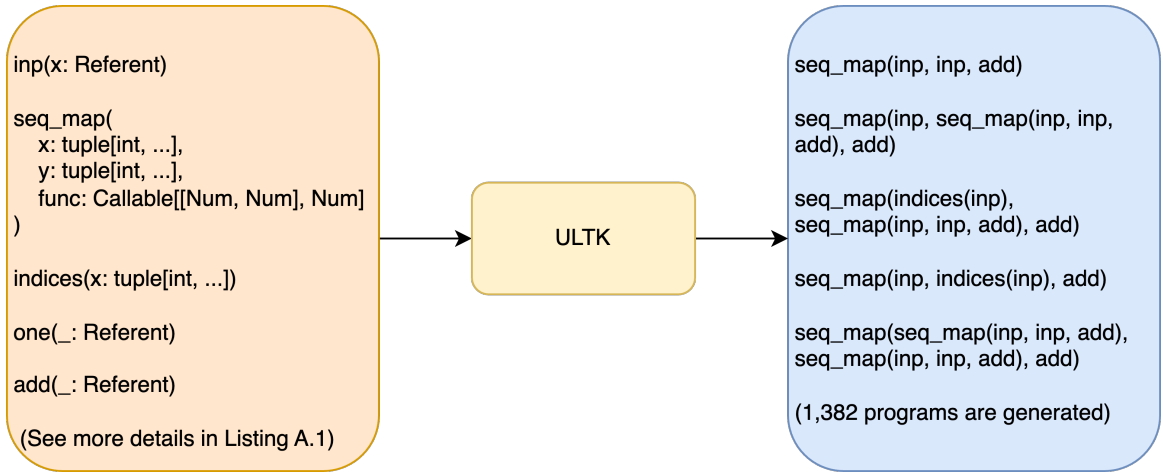 inp(x: Referent)
seq_map(
x: tuple[int, ...],
y: tuple[int, ...],
func: Callable[[Num, Num], Num]
)
indices(x: tuple[int, ...])
one(_: Referent)
add(_: Referent)
(See more details in Listing A.1)
ULTK
seq_map(inp, inp, add)
seq_map(inp, seq_map(inp, inp,
add), add)
seq_map(indices(inp),
seq_map(inp, inp, add), add)
seq_map(inp, indices(inp), add)
seq_map(seq_map(inp, inp, add),
seq_map(inp, inp, add), add)
(1,382 programs are generated)